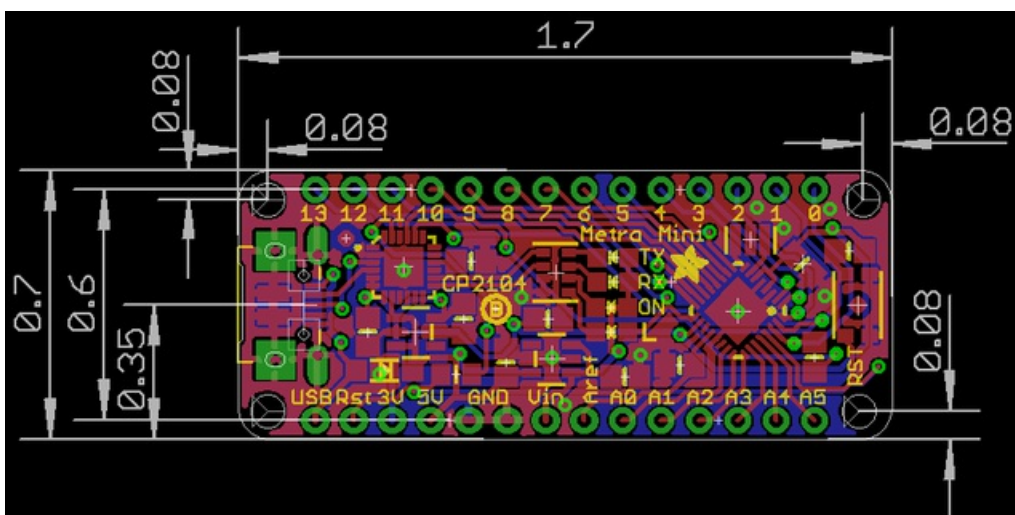 1.7
0.08
0.08
0.08
13 12 11 10 9 8 7 6 5 4 3 2 1 0
Metro Mini
TX
CP2104
RX
ON
B
L
0.7
0.6
0.35
0.08
RST
Aref
USB Rst 3V 5V GND Vin A0 A1 A2 A3 A4 A5